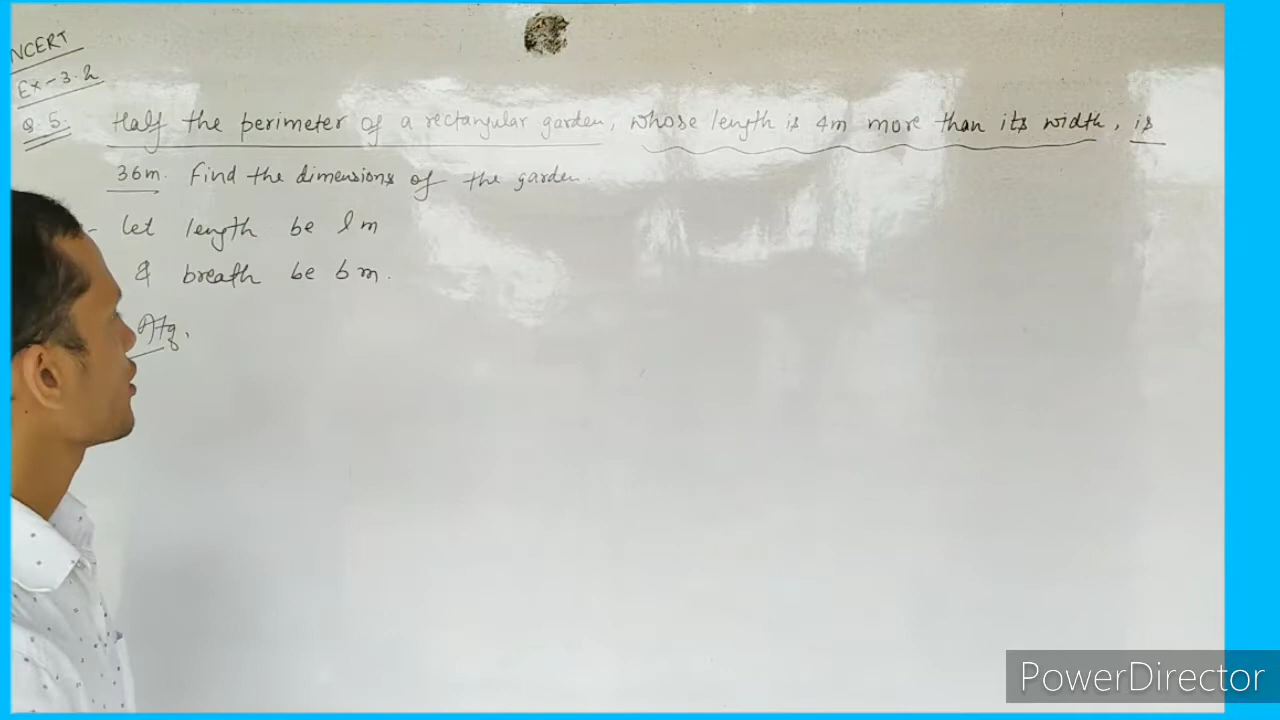 NCERT
Ex-3.2
Q.5. Half the perimeter of a rectangular garden, whose length is 4m more than its width, is
36m. Find the dimensions of the garden.
- let length be l m
& breath be b m.
Atq.
PowerDirector